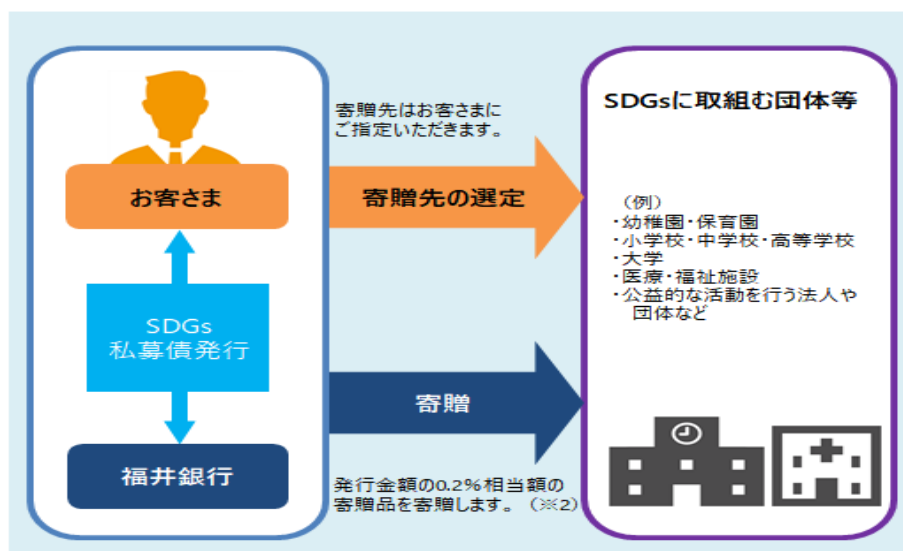 寄贈先はお客さまに
ご指定いただきます。
お客さま
寄贈先の選定
SDGs
私募債発行
福井銀行
寄贈
発行金額の0.2%相当額の
寄贈品を寄贈します。（※2）
SDGsに取組む団体等
（例）
・幼稚園・保育園
・小学校・中学校・高等学校
・大学
・医療・福祉施設
・公益的な活動を行う法人や
団体など